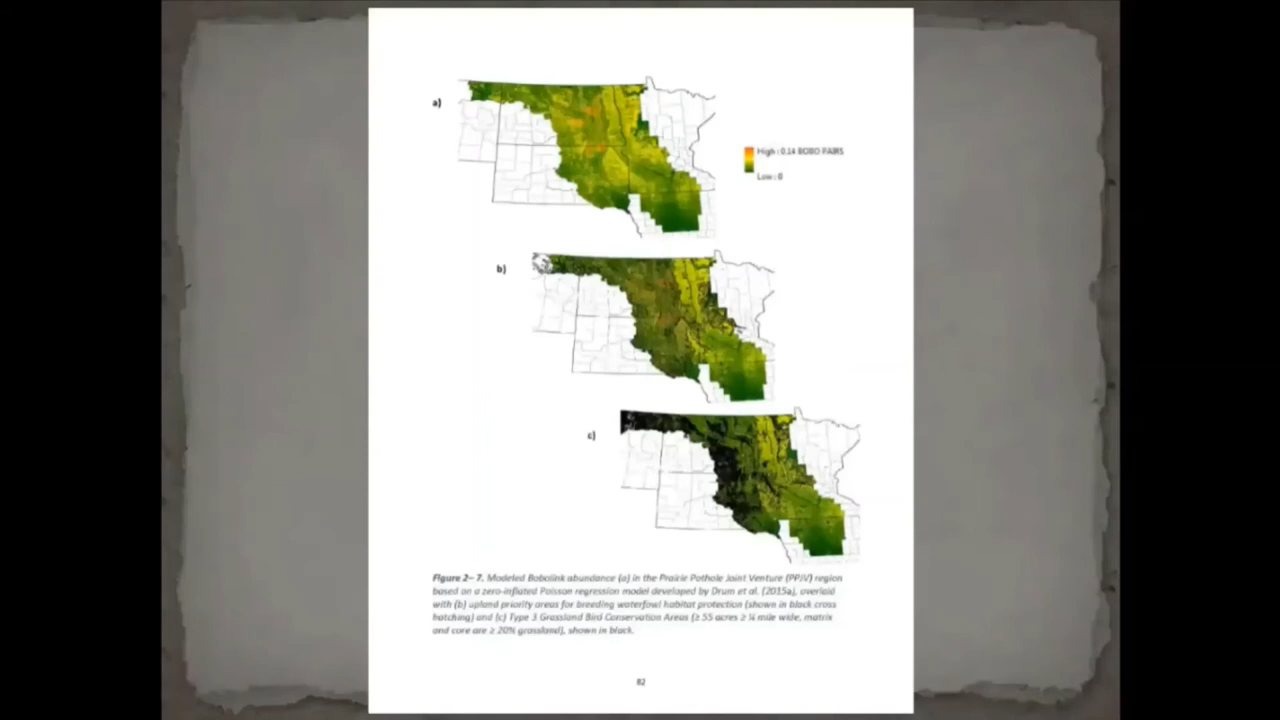 a)
High : 0.14 BOBO PAIRS
Low : 0
b)
c)
Figure 2– 7. Modeled Bobolink abundance (a) in the Prairie Pothole Joint Venture (PPJV) region
based on a zero-inflated Poisson regression model developed by Drum et al. (2015a), overlaid
with (b) upland priority areas for breeding waterfowl habitat protection (shown in black cross
hatching) and (c) Type 3 Grassland Bird Conservation Areas (≥ 55 acres ≥ ¼ mile wide, matrix
and core are ≥ 20% grassland), shown in black.
82